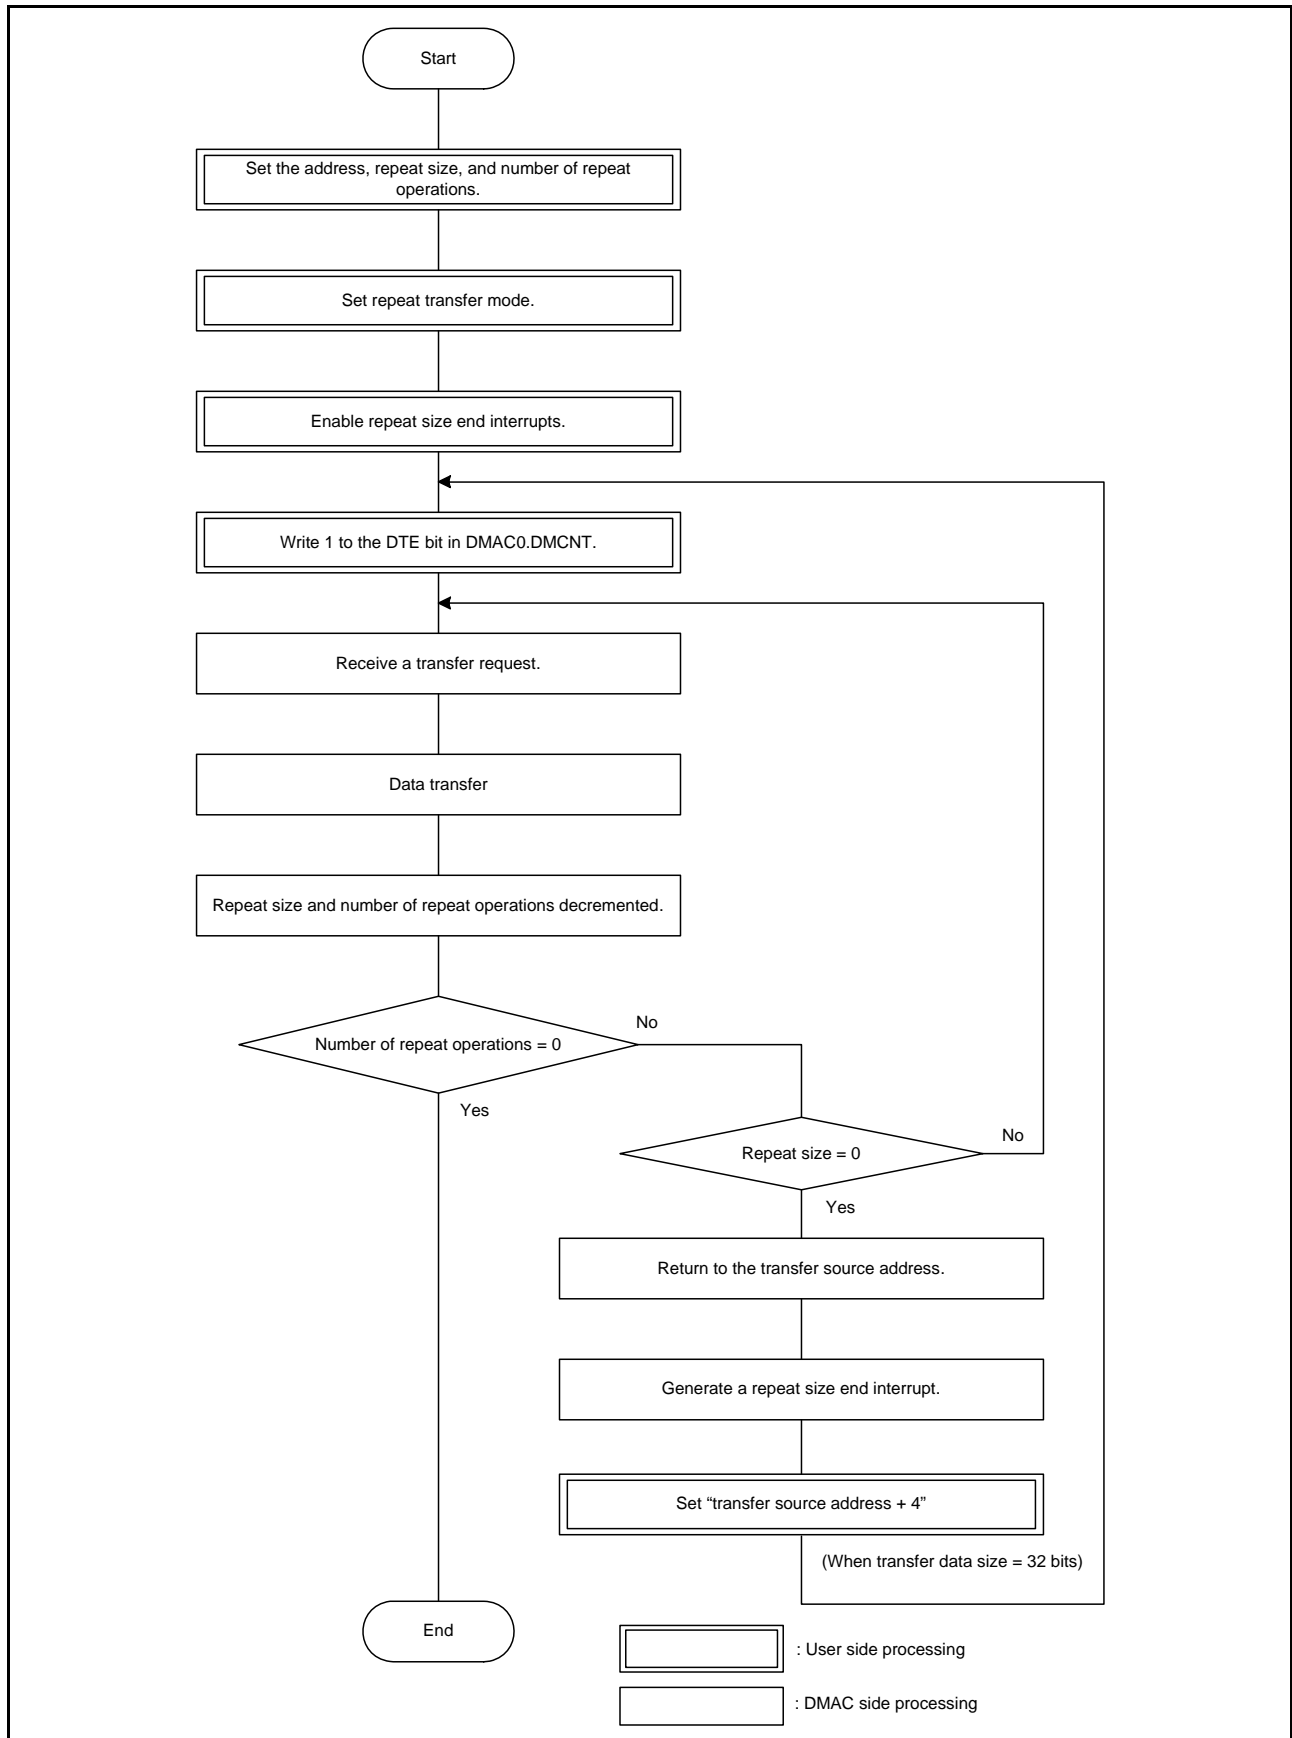 Start
Set the address, repeat size, and number of repeat
operations.
Set repeat transfer mode.
Enable repeat size end interrupts.
Write 1 to the DTE bit in DMAC0.DMCNT.
Receive a transfer request.
Data transfer
Repeat size and number of repeat operations decremented.
Number of repeat operations = 0
No
Yes
Repeat size = 0
No
Yes
Return to the transfer source address.
Generate a repeat size end interrupt.
Set “transfer source address + 4”
(When transfer data size = 32 bits)
End
: User side processing
: DMAC side processing